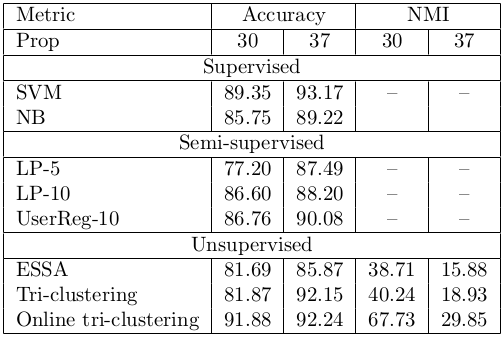 Metric Accuracy NMI
Prop 30 37 30 37
Supervised
SVM 89.35 93.17 – –
NB 85.75 89.22
Semi-supervised
LP-5 77.20 87.49 – –
LP-10 86.60 88.20 – –
UserReg-10 86.76 90.08 – –
Unsupervised
ESSA 81.69 85.87 38.71 15.88
Tri-clustering 81.87 92.15 40.24 18.93
Online tri-clustering 91.88 92.24 67.73 29.85